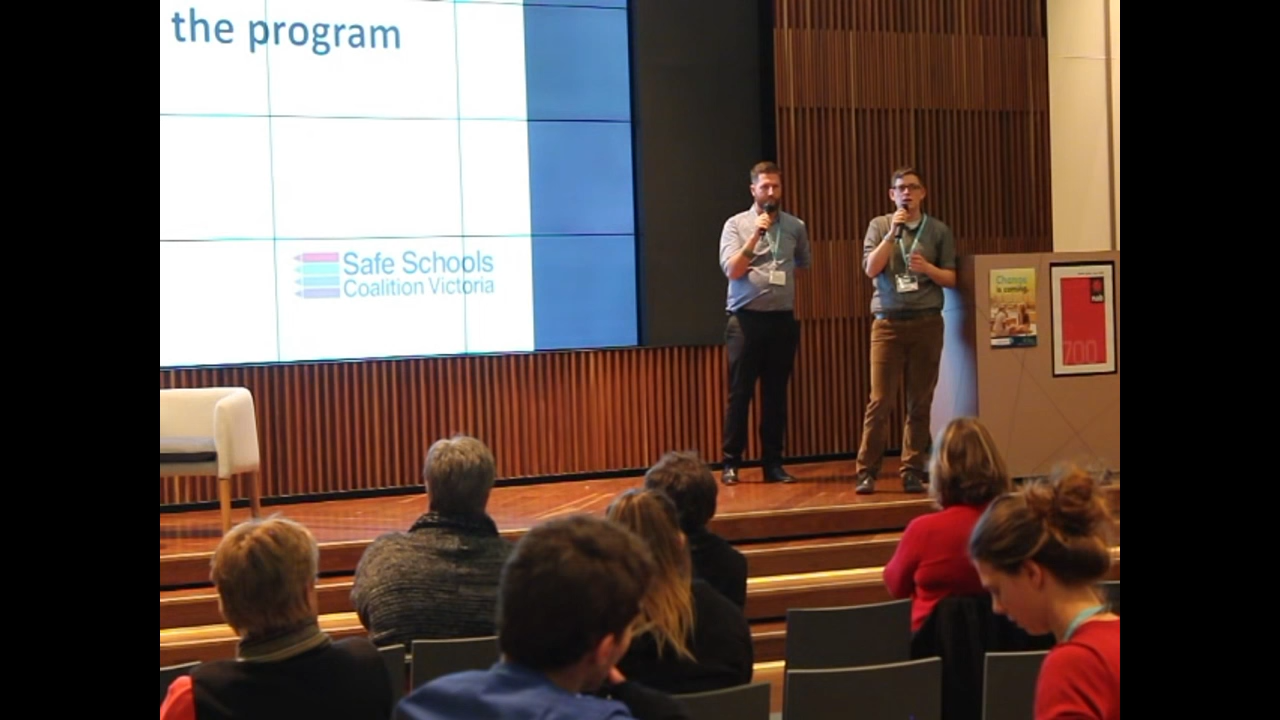 the program
Safe Schools
Coalition Victoria
Change
is coming.
700